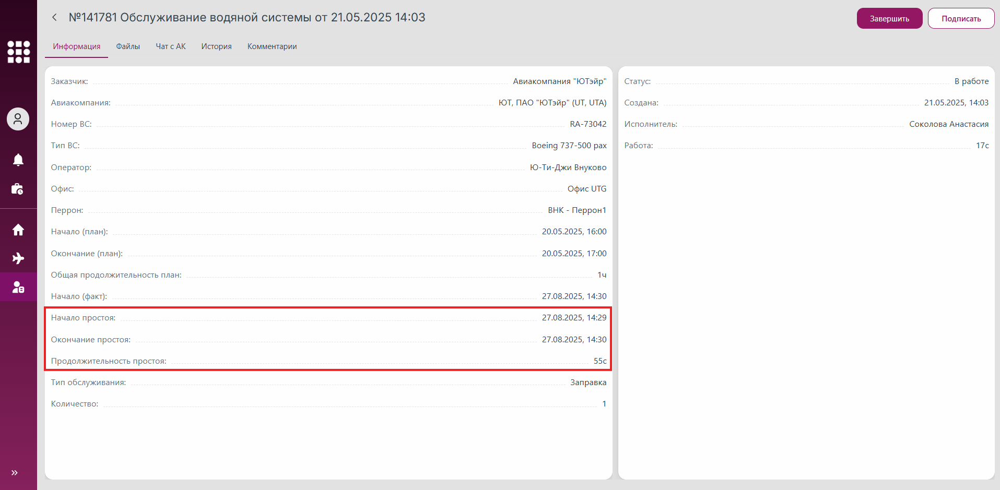 №141781 Обслуживание водяной системы от 21.05.2025 14:03
Завершить
Подписать
Информация
Файлы
Чат с АК
История
Комментарии
Заказчик: Авиакомпания "ЮТэйр"
Авиакомпания: ЮТ, ПАО "ЮТэйр" (UT, UTA)
Номер ВС: RA-73042
Тип ВС: Boeing 737-500 pax
Оператор: Ю-Ти-Джи Внуково
Офис: Офис UTG
Перрон: ВНК - Перрон1
Начало (план): 20.05.2025, 16:00
Окончание (план): 20.05.2025, 17:00
Общая продолжительность план: 1ч
Начало (факт): 27.08.2025, 14:30
Начало простоя: 27.08.2025, 14:29
Окончание простоя: 27.08.2025, 14:30
Продолжительность простоя: 55с
Тип обслуживания: Заправка
Количество: 1
Статус: В работе
Создана: 21.05.2025, 14:03
Исполнитель: Соколова Анастасия
Работа: 17с